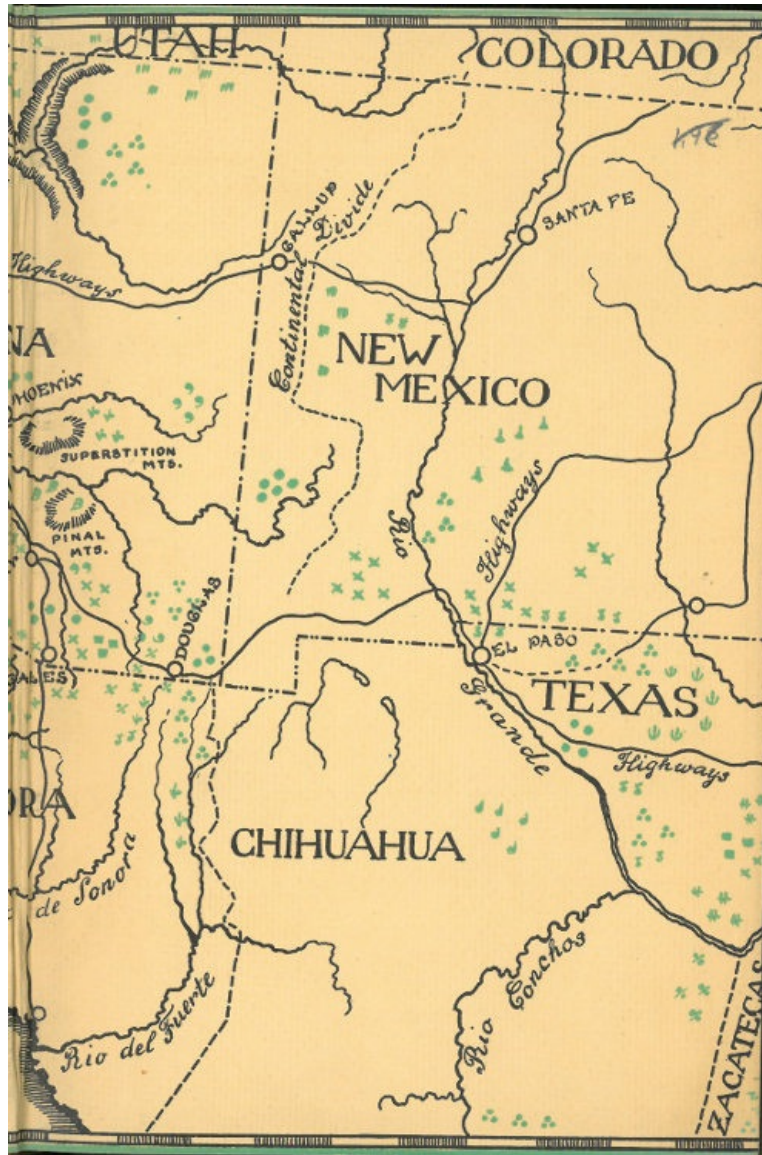 UTAH
COLORADO
SANTA FE
GALLUP
Continental Divide
Highways
NA
NEW
MEXICO
PHOENIX
SUPERSTITION
MTS.
PINAL
MTS.
Rio Grande
Highways
DOUGLAS
EL PASO
ALES
TEXAS
Highways
ORA
CHIHUAHUA
de Sonora
Rio Conchos
Rio del Fuerte
ZACATECAS